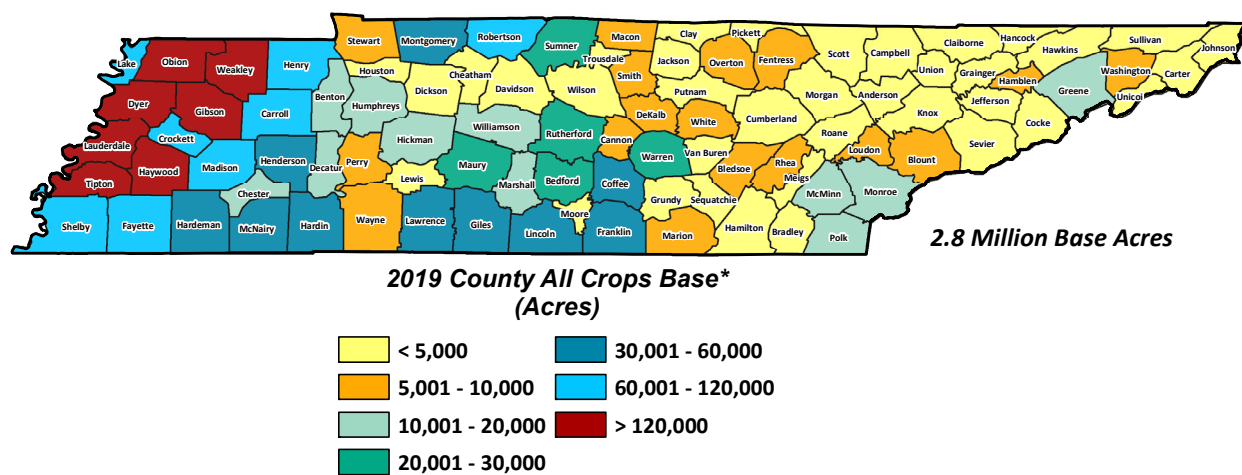 Stewart
Montgomery
Robertson
Sumner
Macon
Clay
Pickett
Scott
Campbell
Claiborne
Hancock
Hawkins
Sullivan
Johnson
Lake
Obion
Weakley
Henry
Houston
Cheatham
Trousdale
Smith
Jackson
Overton
Fentress
Union
Grainger
Hamblen
Greene
Washington
Carter
Unicoi
Dyer
Gibson
Carroll
Benton
Humphreys
Dickson
Davidson
Wilson
Putnam
Morgan
Anderson
Knox
Jefferson
Cocke
Lauderdale
Crockett
Madison
Henderson
Decatur
Perry
Hickman
Williamson
Rutherford
Cannon
DeKalb
White
Cumberland
Roane
Loudon
Blount
Sevier
Tipton
Haywood
Chester
Lewis
Maury
Marshall
Bedford
Coffee
Warren
Van Buren
Bledsoe
Rhea
Meigs
McMinn
Monroe
Shelby
Fayette
Hardeman
McNairy
Hardin
Wayne
Lawrence
Giles
Lincoln
Moore
Franklin
Grundy
Sequatchie
Marion
Hamilton
Bradley
Polk
2.8 Million Base Acres
2019 County All Crops Base*
(Acres)
< 5,000
5,001 - 10,000
10,001 - 20,000
20,001 - 30,000
30,001 - 60,000
60,001 - 120,000
> 120,000